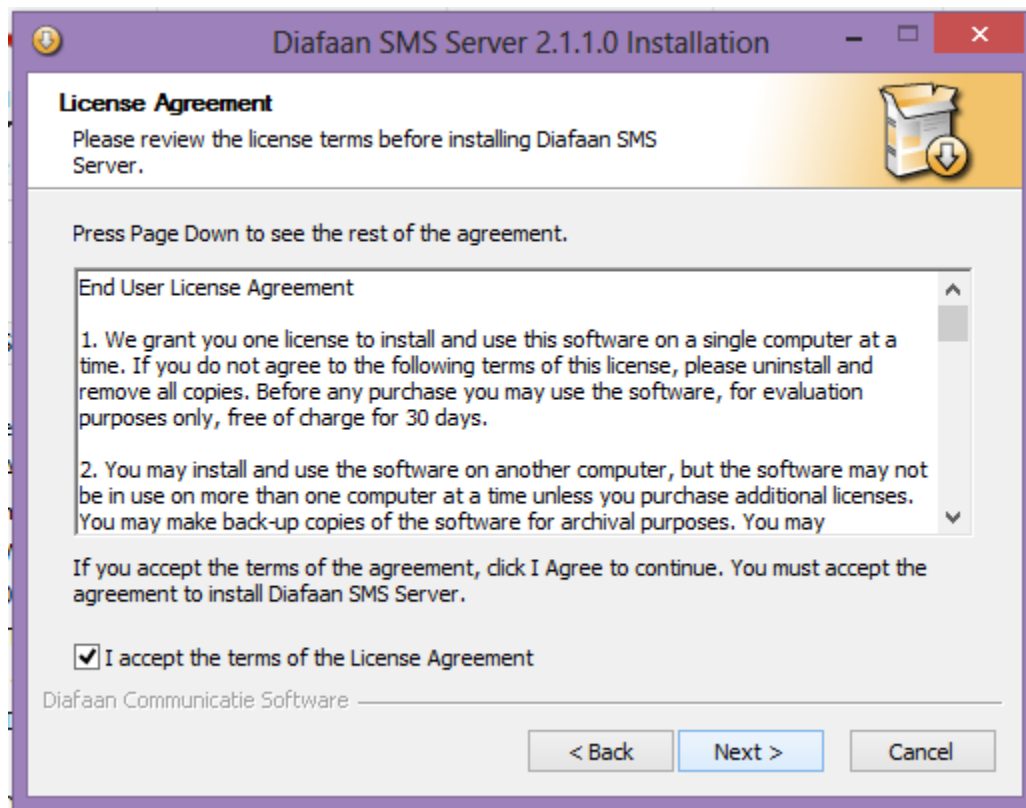 Diafaan SMS Server 2.1.1.0 Installation
License Agreement
Please review the license terms before installing Diafaan SMS
Server.
Press Page Down to see the rest of the agreement.
End User License Agreement
1. We grant you one license to install and use this software on a single computer at a
time. If you do not agree to the following terms of this license, please uninstall and
remove all copies. Before any purchase you may use the software, for evaluation
purposes only, free of charge for 30 days.
2. You may install and use the software on another computer, but the software may not
be in use on more than one computer at a time unless you purchase additional licenses.
You may make back-up copies of the software for archival purposes. You may
If you accept the terms of the agreement, click I Agree to continue. You must accept the
agreement to install Diafaan SMS Server.
I accept the terms of the License Agreement
Diafaan Communicatie Software
< Back
Next >
Cancel